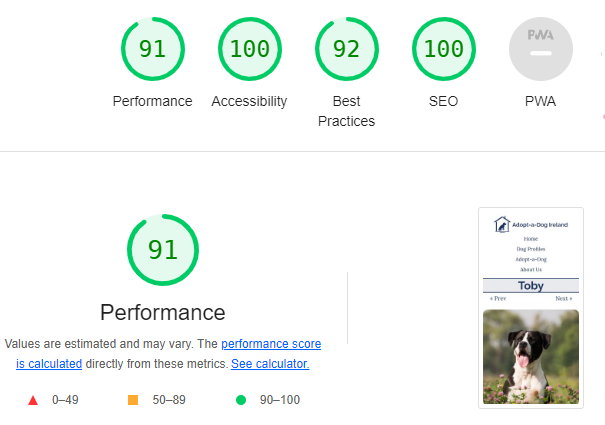 91
100
92
100
PWA
Performance
Accessibility
Best
Practices
SEO
PWA
91
Performance
Values are estimated and may vary. The performance score
is calculated directly from these metrics. See calculator.
0–49
50–89
90–100
Adopt-a-Dog Ireland
Home
Dog Profiles
Adopt-a-Dog
About Us
Toby
« Prev
Next »